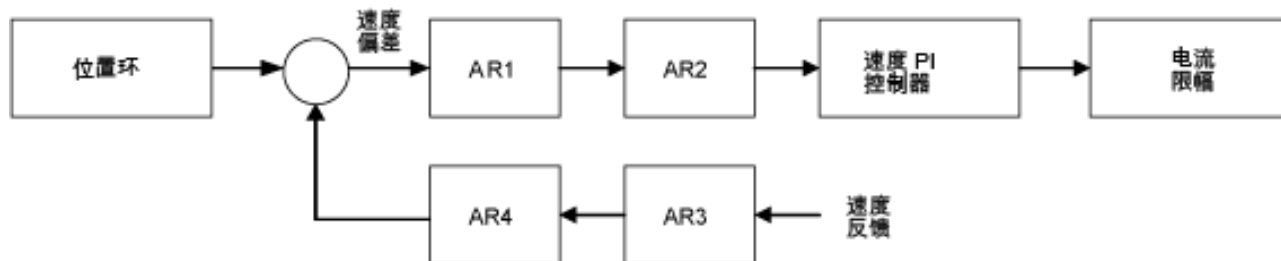 位置环
速度
偏差
AR1
AR2
速度 PI
控制器
电流
限幅
AR4
AR3
速度
反馈